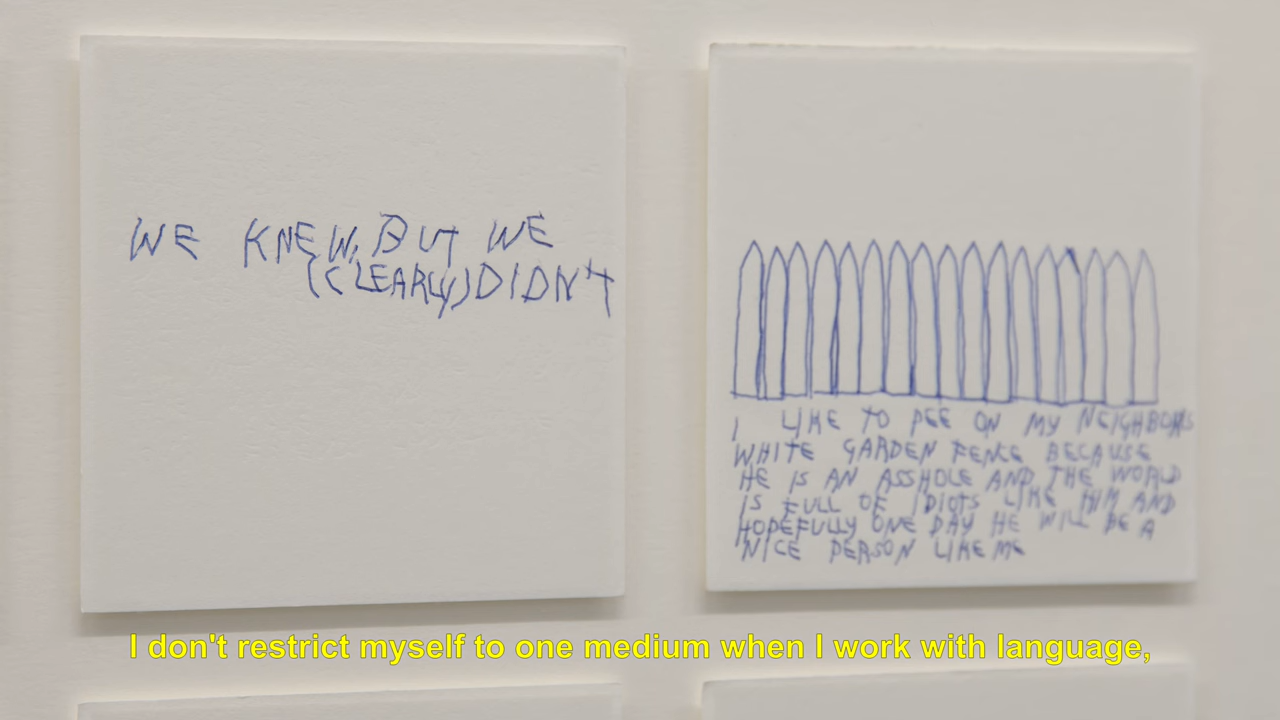 WE KNEW, BUT WE
(CLEARLY) DIDN'T
I LIKE TO PEE ON MY NEIGHBORS
WHITE GARDEN FENCE BECAUSE
HE IS AN ASSHOLE AND THE WORLD
IS FULL OF IDIOTS LIKE HIM AND
HOPEFULLY ONE DAY HE WILL BE A
NICE PERSON LIKE ME
I don't restrict myself to one medium when I work with language,